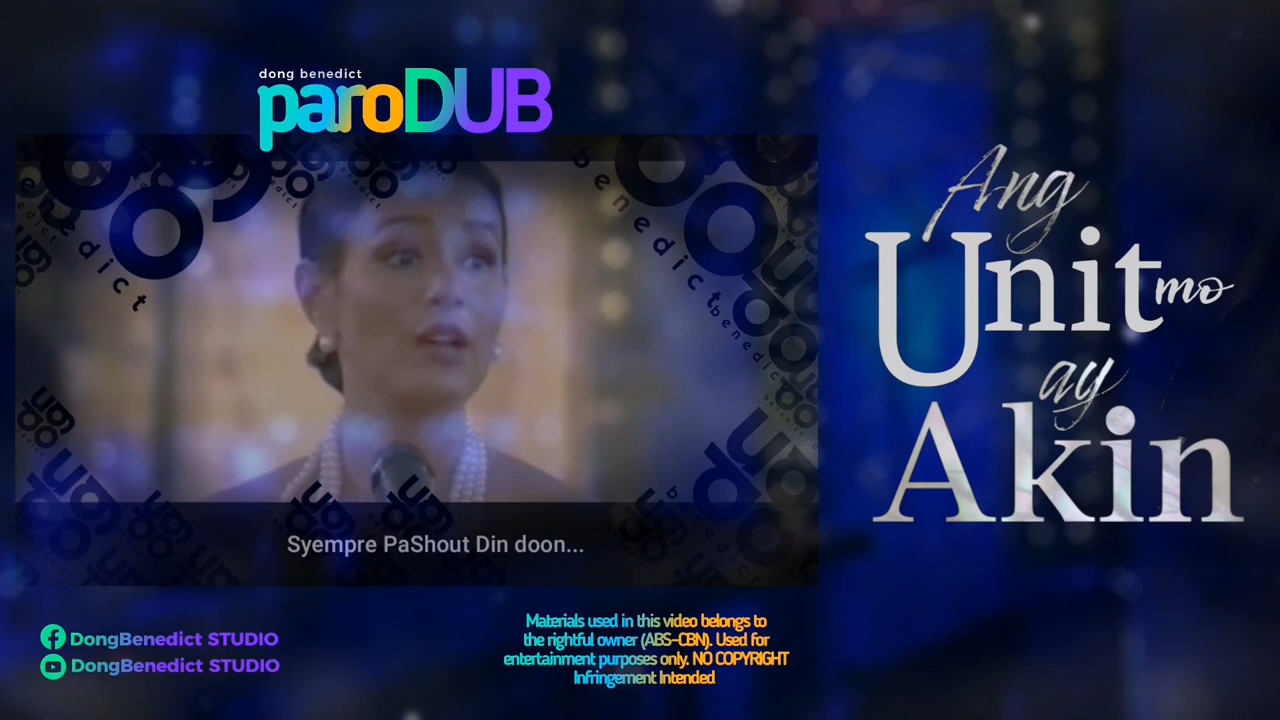 dong benedict
paroDUB
Ang
Unit mo
ay
Akin
Syempre PaShout Din doon...
DongBenedict STUDIO
DongBenedict STUDIO
Materials used in this video belongs to
the rightful owner (ABS-CBN). Used for
entertainment purposes only. NO COPYRIGHT
Infringement Intended